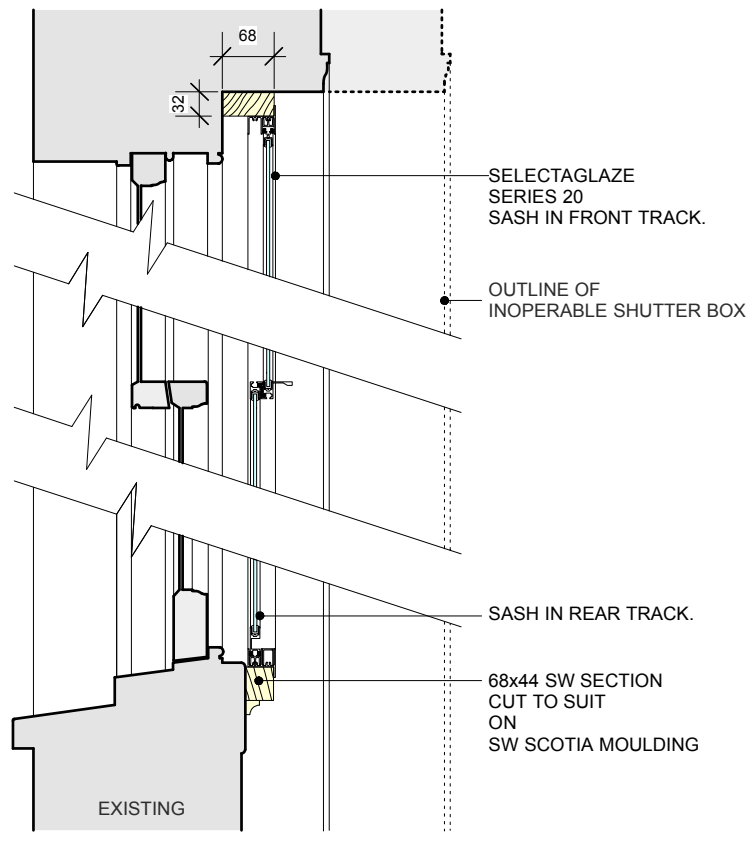 68
32
SELECTAGLAZE
SERIES 20
SASH IN FRONT TRACK.
OUTLINE OF
INOPERABLE SHUTTER BOX
SASH IN REAR TRACK.
68x44 SW SECTION
CUT TO SUIT
ON
SW SCOTIA MOULDING
EXISTING